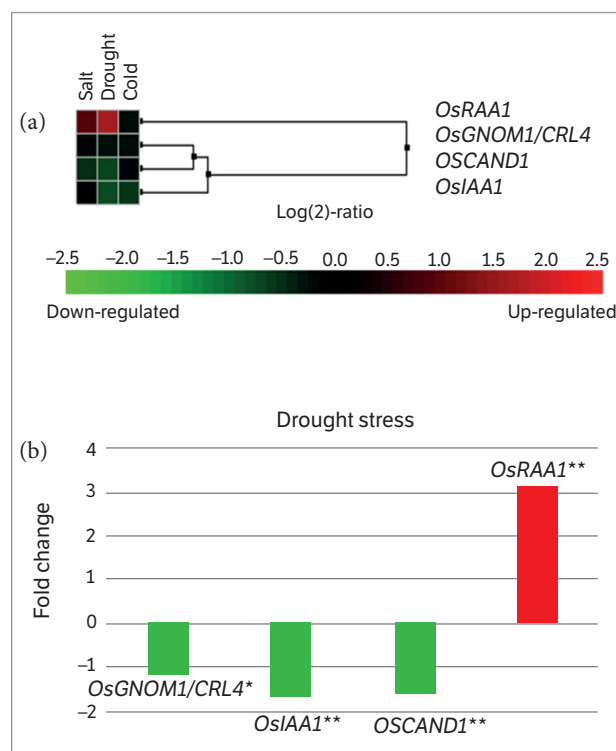 Salt Drought Cold
(a)
OsRAA1
OsGNOM1/CRL4
OSCAND1
OsIAA1
Log(2)-ratio
−2.5 −2.0 −1.5 −1.0 −0.5 0.0 0.5 1.0 1.5 2.0 2.5
Down-regulated Up-regulated
Drought stress
(b)
Fold change
4
3
2
1
0
−1
−2
OsRAA1**
OsGNOM1/CRL4*
OsIAA1** OSCAND1**